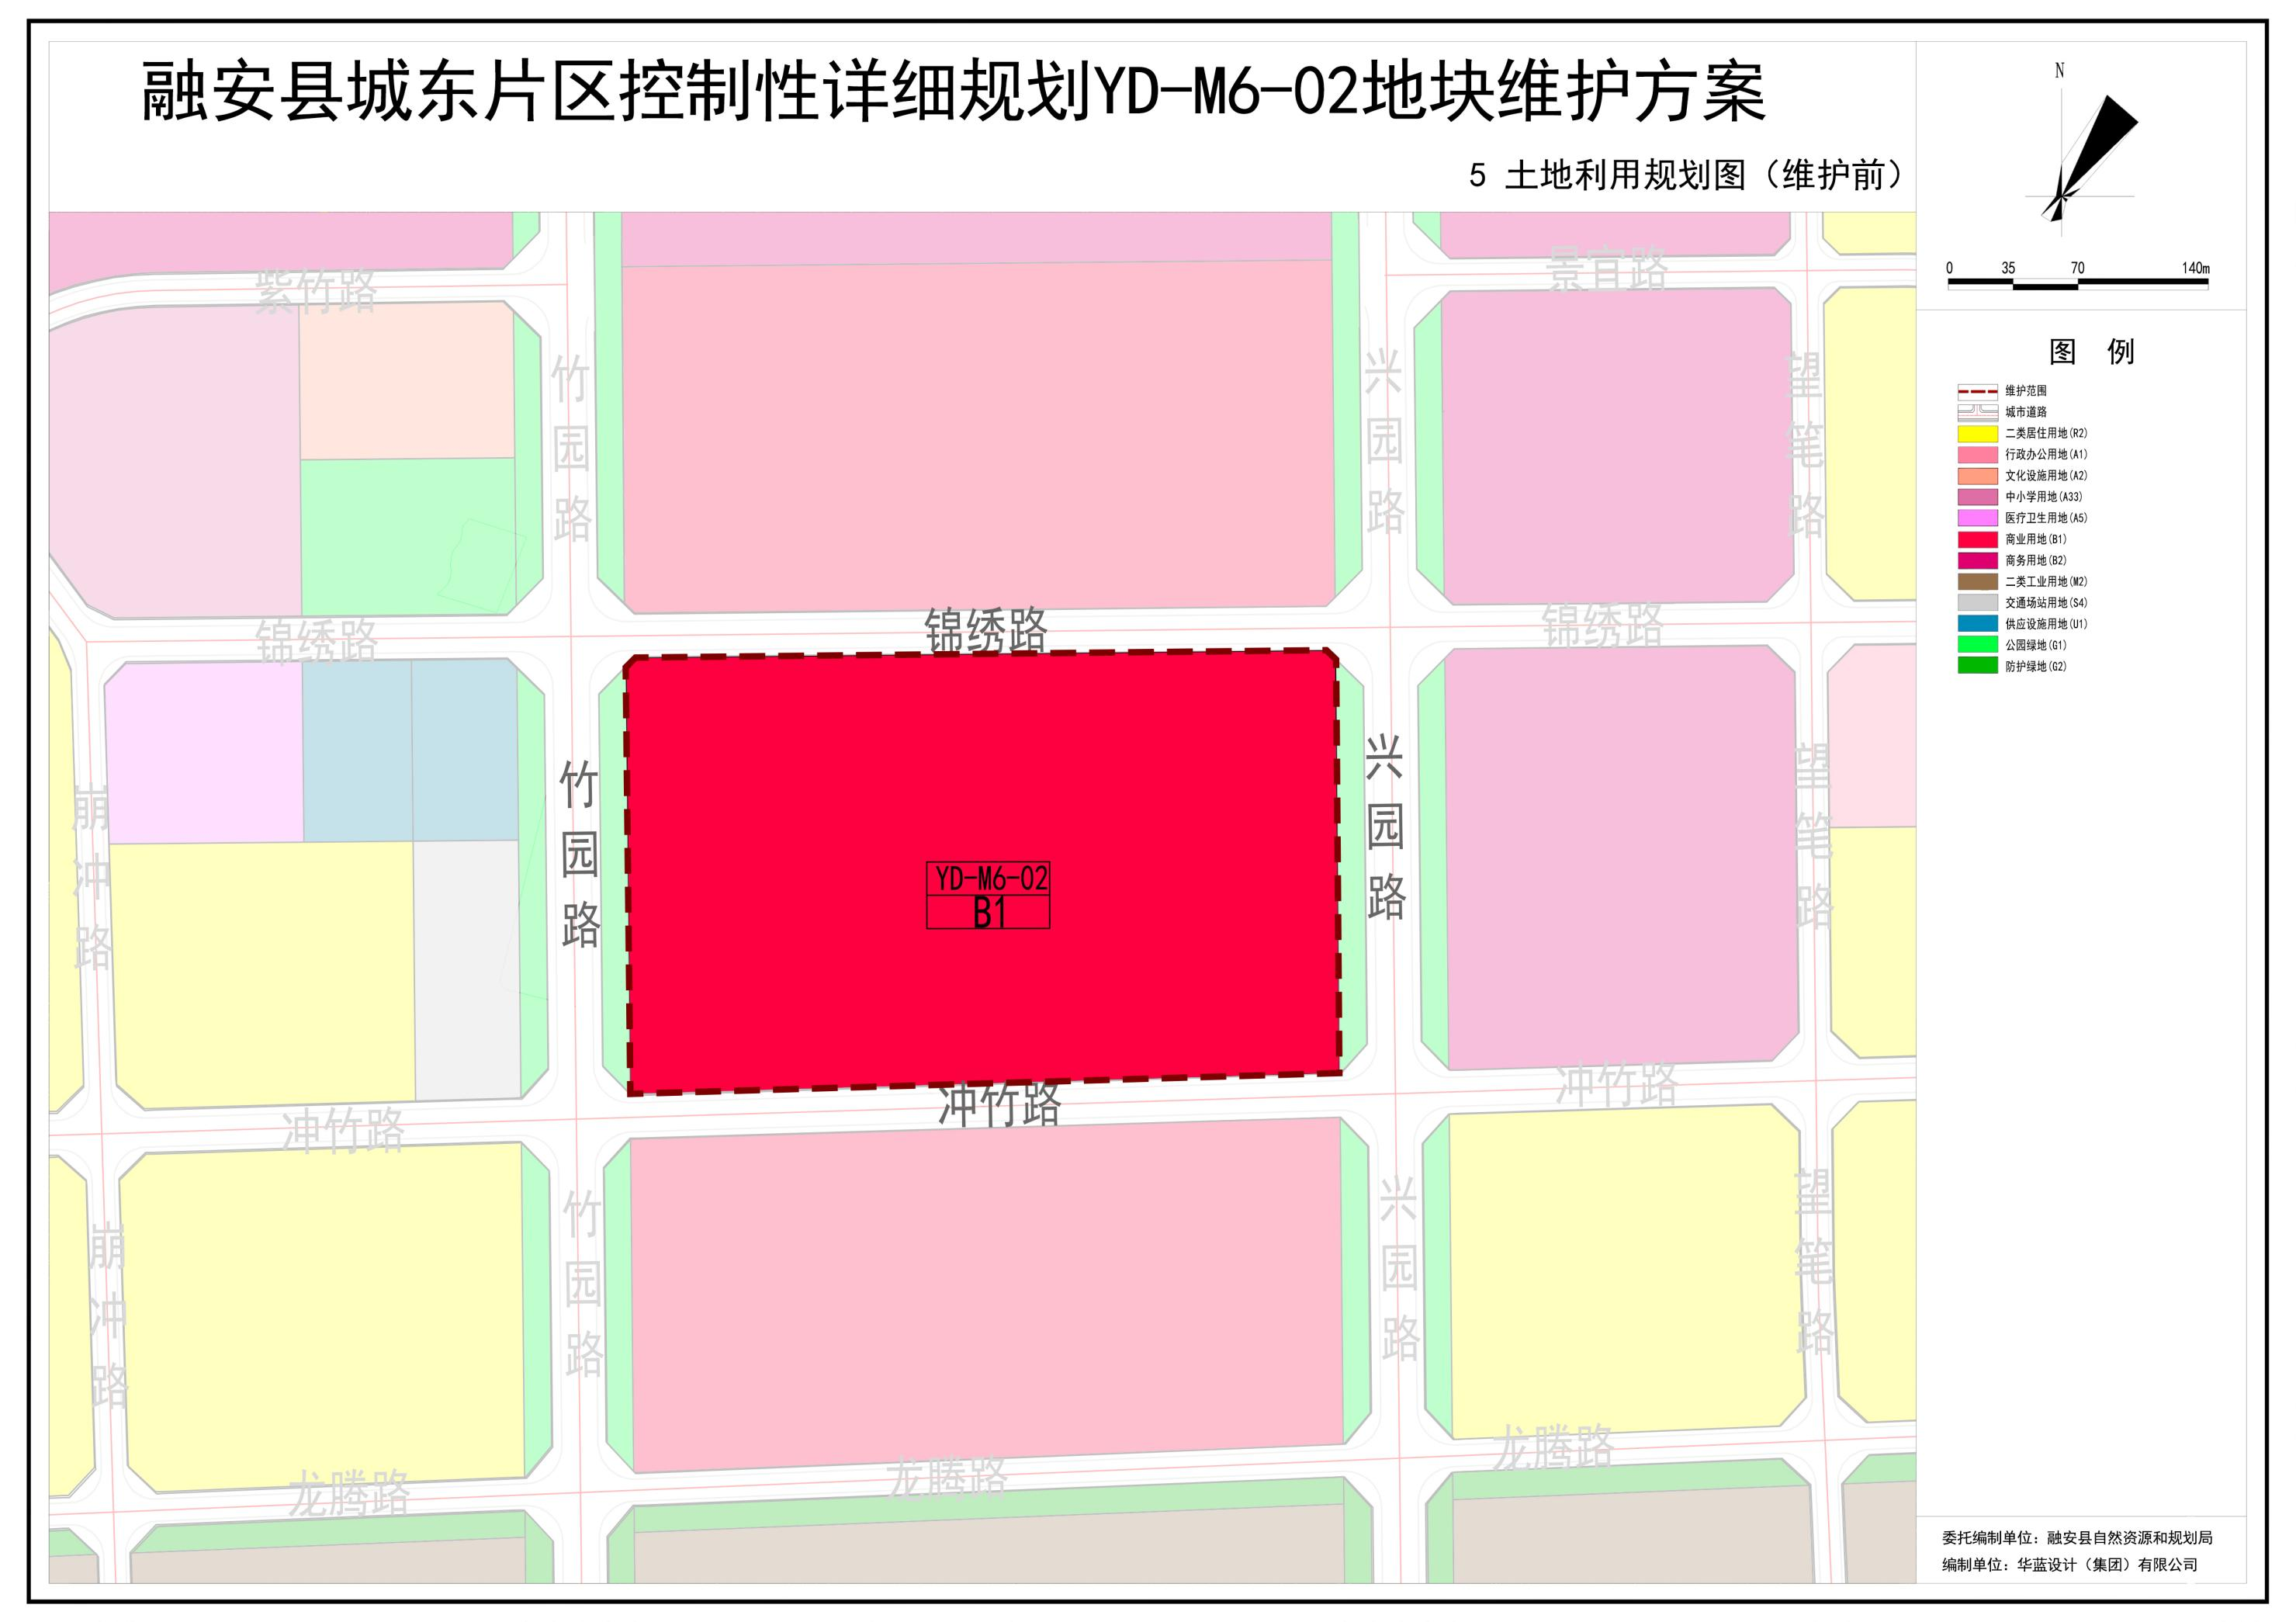 融安县城东片区控制性详细规划YD-M6-02地块维护方案
5 土地利用规划图（维护前）
N
0 35 70 140m
图 例
维护范围
城市道路
二类居住用地(R2)
行政办公用地(A1)
文化设施用地(A2)
中小学用地(A33)
医疗卫生用地(A5)
商业用地(B1)
商务用地(B2)
二类工业用地(M2)
交通场站用地(S4)
供应设施用地(U1)
公园绿地(G1)
防护绿地(G2)
紫竹路
景宜路
竹园路
兴园路
望笔路
锦绣路
锦绣路
锦绣路
崩冲路
竹园路
兴园路
望笔路
YD-M6-02
B1
冲竹路
冲竹路
冲竹路
崩冲路
竹园路
兴园路
望笔路
龙腾路
龙腾路
龙腾路
委托编制单位：融安县自然资源和规划局
编制单位：华蓝设计（集团）有限公司